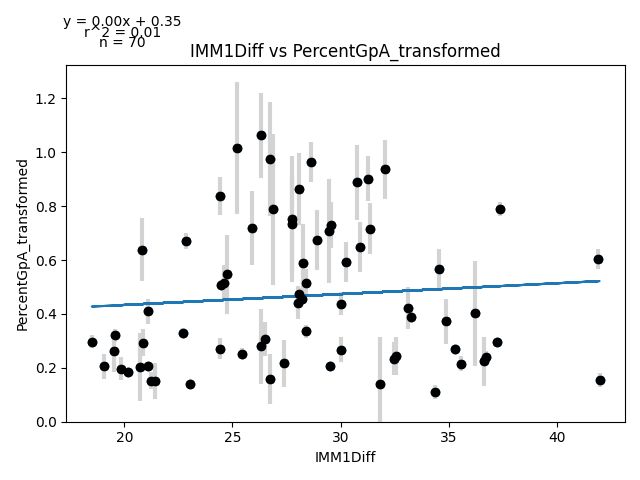 y = 0.00x + 0.35
r^2 = 0.01
n = 70
IMM1Diff vs PercentGpA_transformed
PercentGpA_transformed
1.2
1.0
0.8
0.6
0.4
0.2
0.0
20 25 30 35 40
IMM1Diff